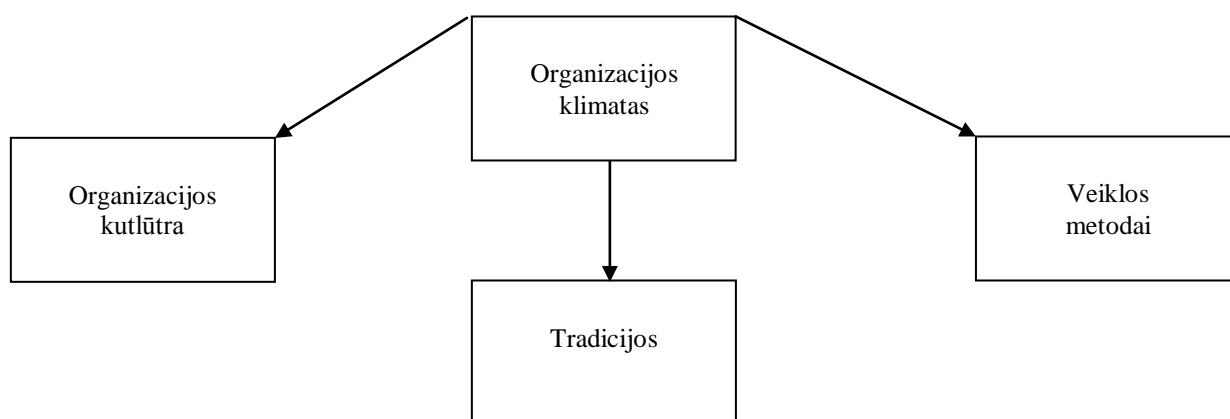 Organizacijos
klimatas
Organizacijos
kutlūtra
Veiklos
metodai
Tradicijos